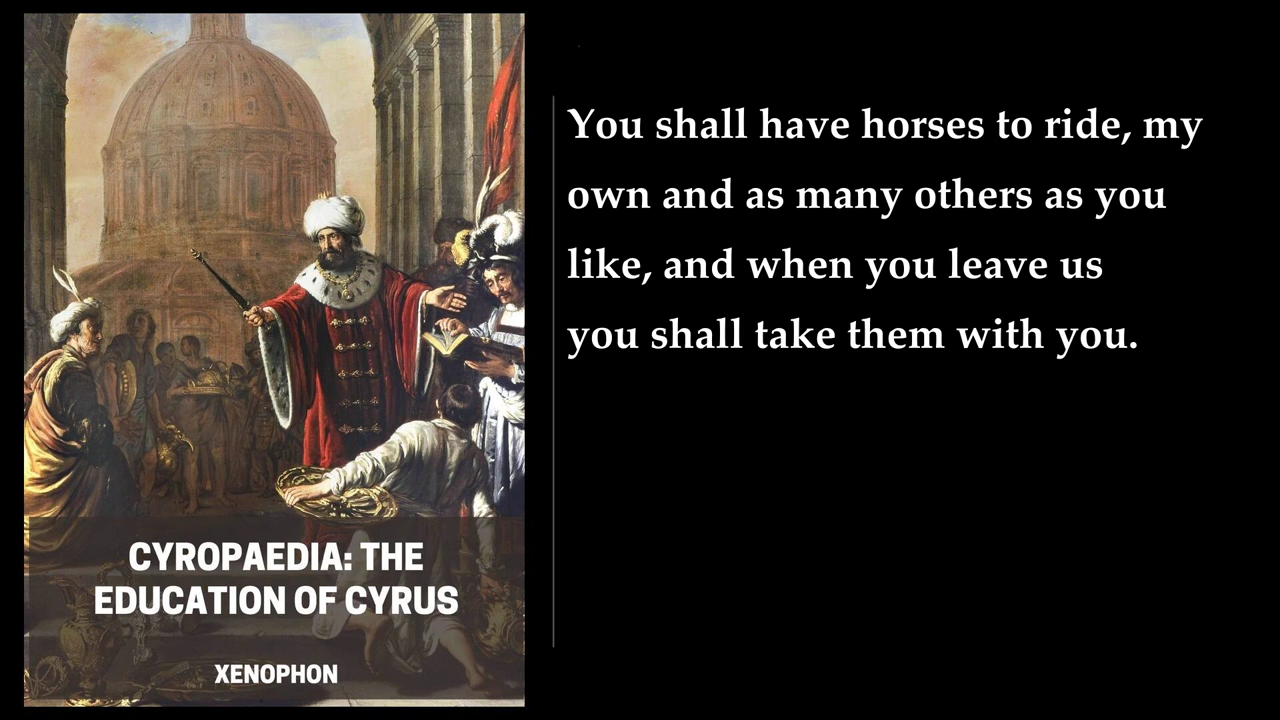 You shall have horses to ride, my
own and as many others as you
like, and when you leave us
you shall take them with you.
CYROPAEDIA: THE
EDUCATION OF CYRUS
XENOPHON